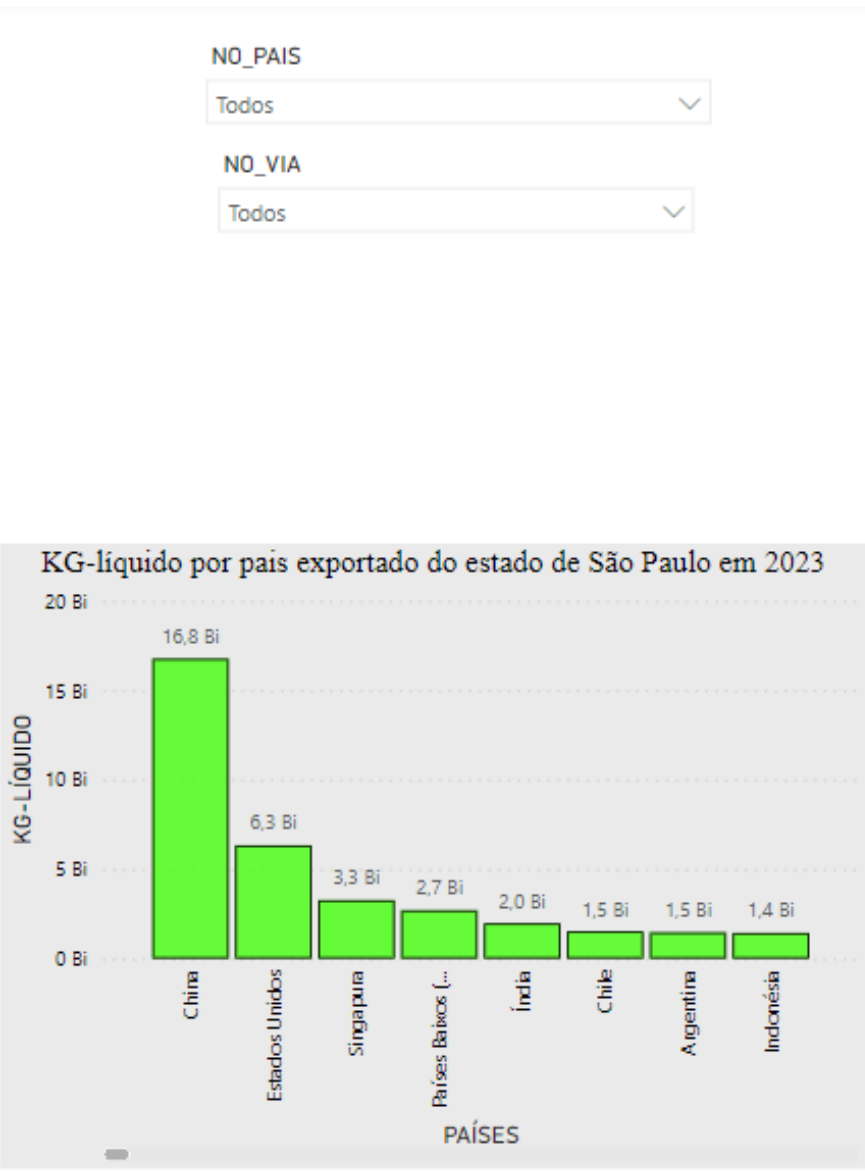 NO_PAIS
Todos
NO_VIA
Todos
KG-líquido por pais exportado do estado de São Paulo em 2023
20 Bi
15 Bi
10 Bi
5 Bi
0 Bi
KG-LÍQUIDO
16,8 Bi
6,3 Bi
3,3 Bi
2,7 Bi
2,0 Bi
1,5 Bi
1,5 Bi
1,4 Bi
China
Estados Unidos
Singapura
Países Baixos (...
Índia
Chile
Argentina
Indonésia
PAÍSES